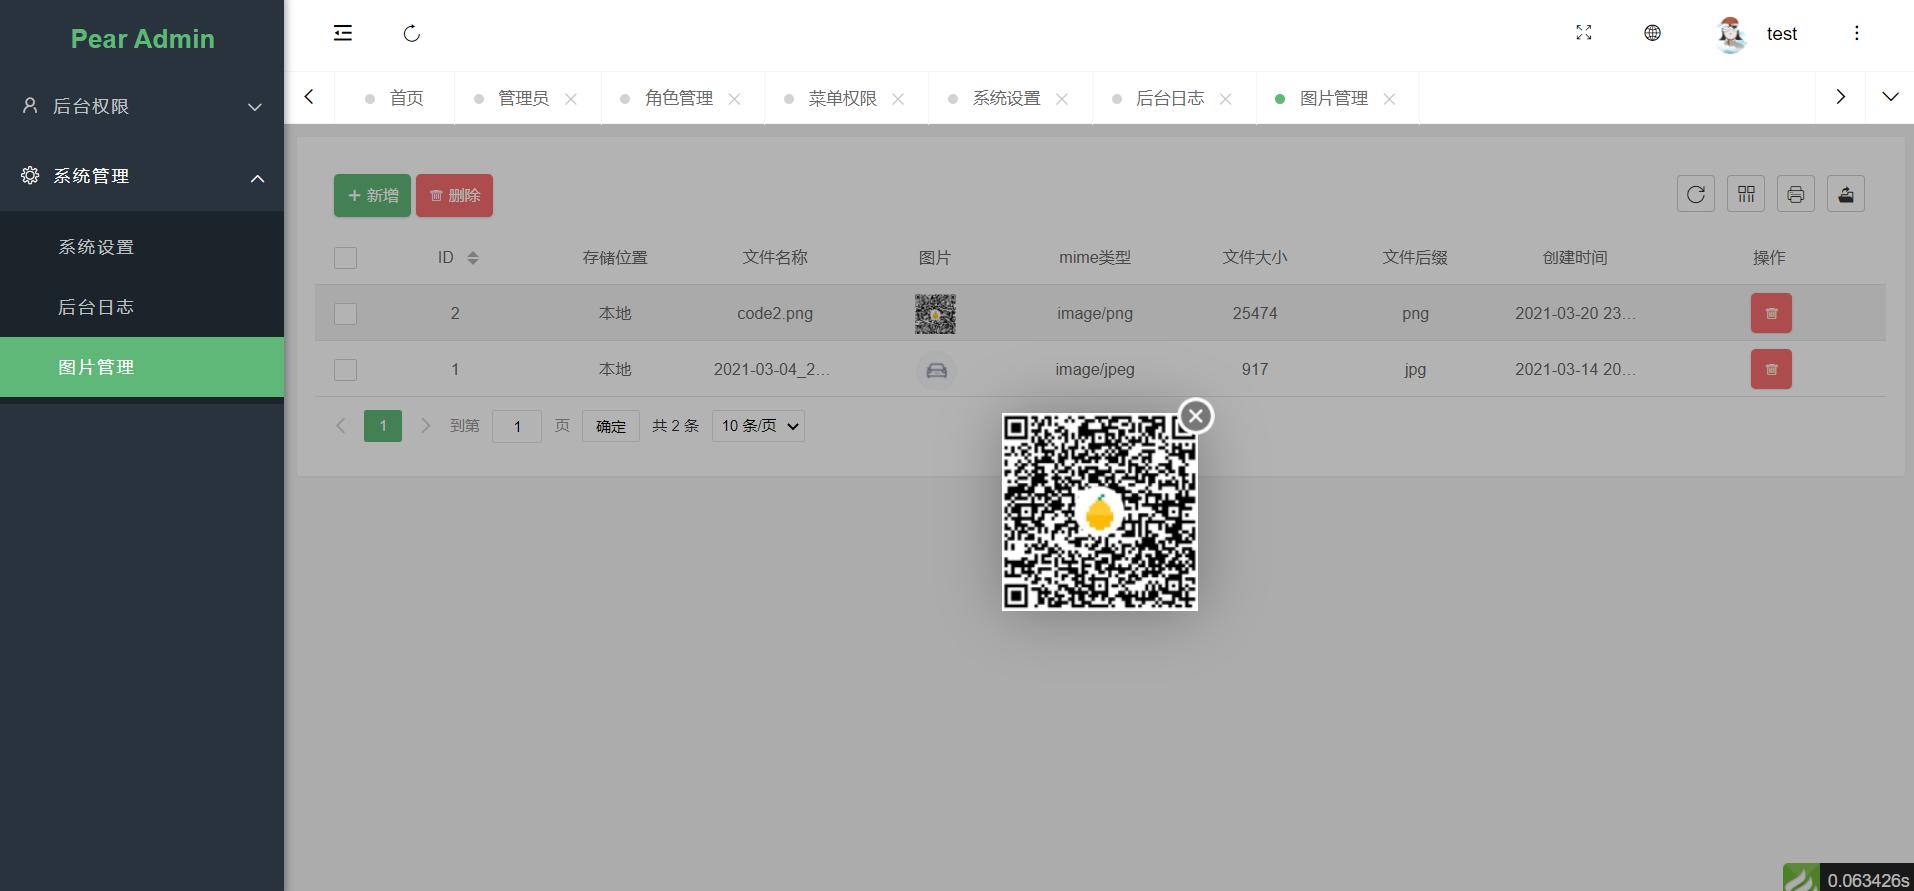 Pear Admin
test
后台权限
系统管理
系统设置
后台日志
图片管理
首页 管理员 角色管理 菜单权限 系统设置 后台日志 图片管理
新增 删除
ID 存储位置 文件名称 图片 mime类型 文件大小 文件后缀 创建时间 操作
2 本地 code2.png image/png 25474 png 2021-03-20 23...
1 本地 2021-03-04_2... image/jpeg 917 jpg 2021-03-14 20...
1 到第 1 页 确定 共 2 条 10 条/页
0.063426s